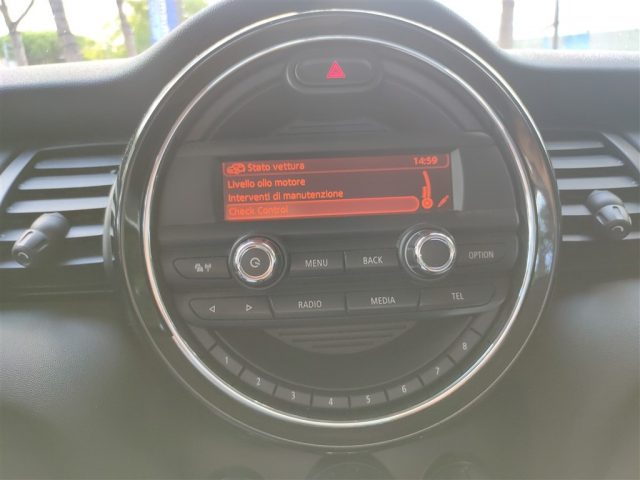 Stato vettura 14:59
Livello olio motore
Interventi di manutenzione
Check Control
MENU BACK OPTION
RADIO MEDIA TEL
1 2 3 4 5 6 7 8